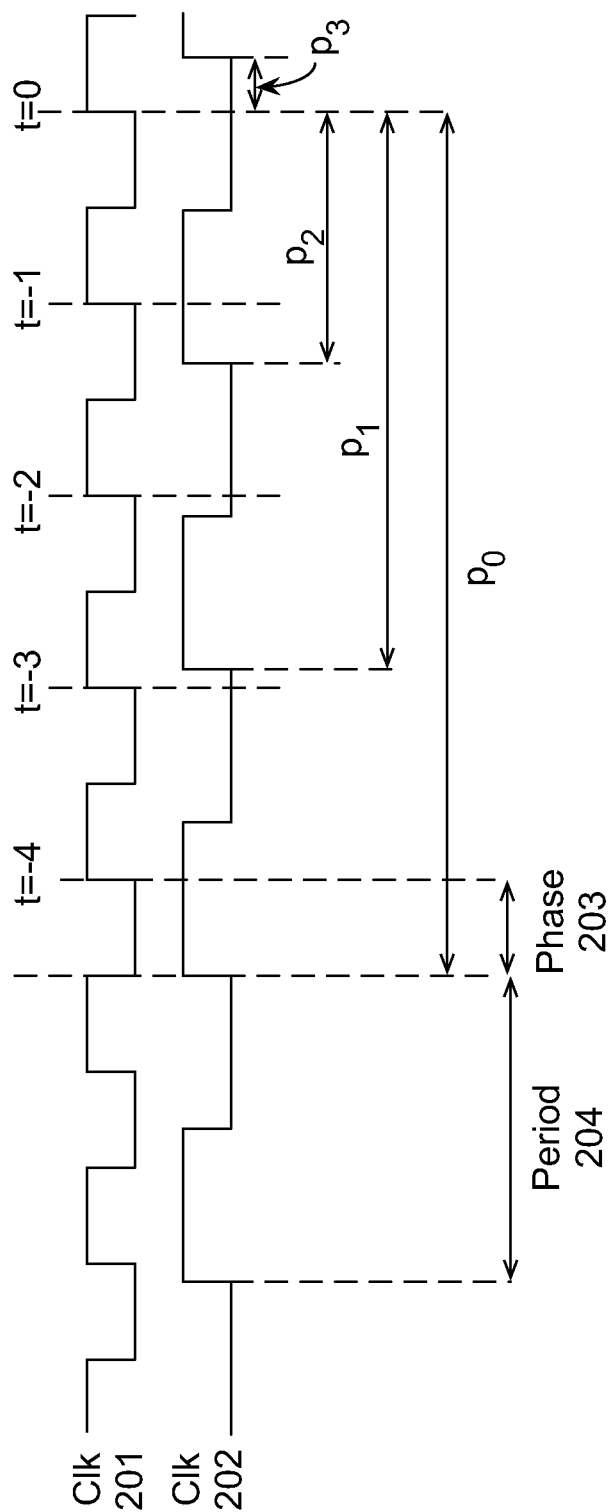 t=-4
t=-3
t=-2
t=-1
t=0
Clk
201
Clk
202
p3
p2
p1
p0
Period
204
Phase
203